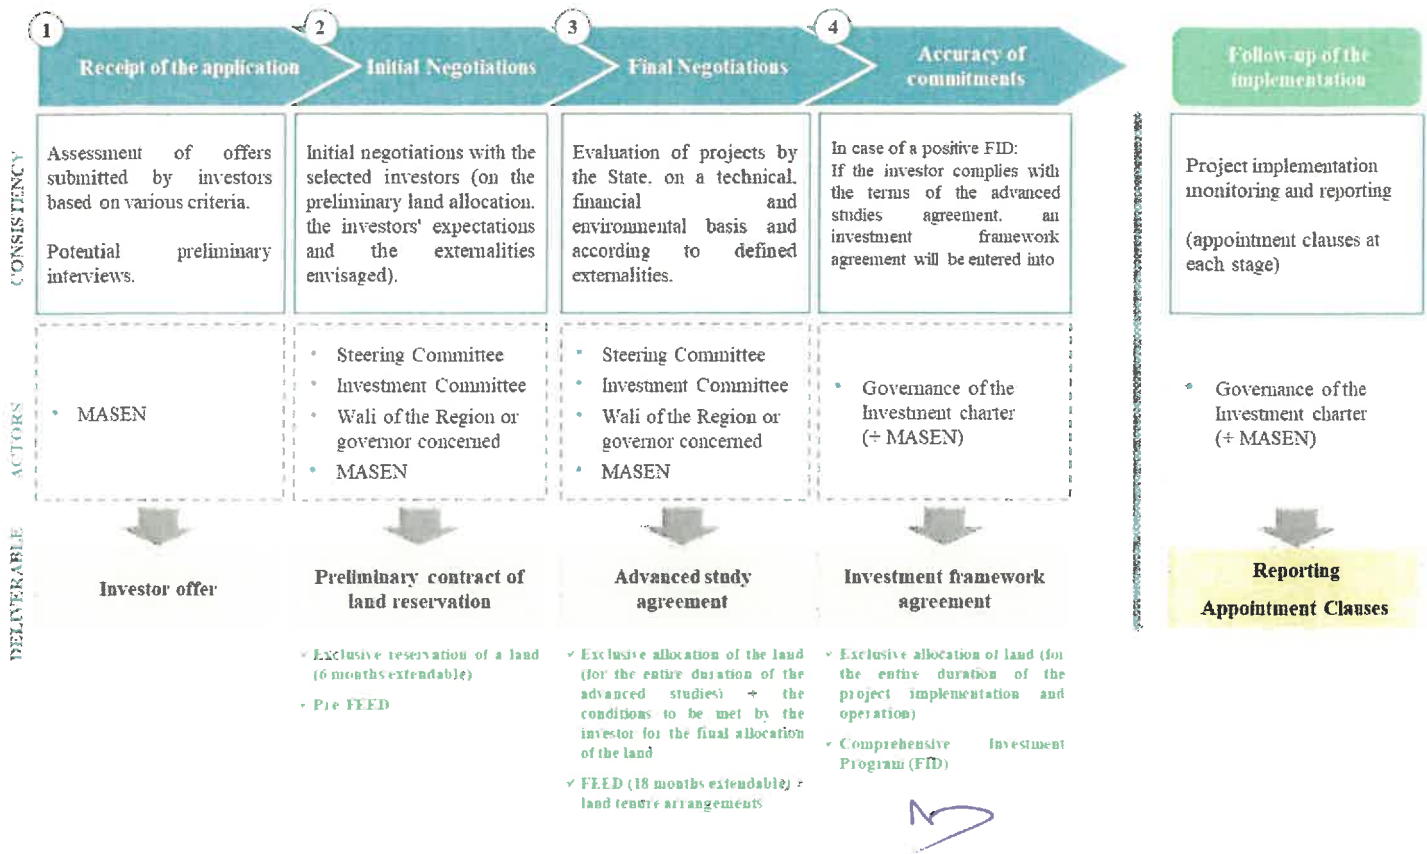 1
Receipt of the application
2
Initial Negotiations
3
Final Negotiations
4
Accuracy of
commitments
Follow-up of the
implementation
CONSISTENCY
Assessment of offers
submitted by investors
based on various criteria.
Potential preliminary
interviews.
Initial negotiations with the
selected investors (on the
preliminary land allocation,
the investors' expectations
and the externalities
envisaged).
Evaluation of projects by
the State, on a technical,
financial and
environmental basis and
according to defined
externalities.
In case of a positive FID:
If the investor complies with
the terms of the advanced
studies agreement, an
investment framework
agreement will be entered into
Project implementation
monitoring and reporting
(appointment clauses at
each stage)
ACTORS
• MASEN
• Steering Committee
• Investment Committee
• Wali of the Region or
governor concerned
• MASEN
• Steering Committee
• Investment Committee
• Wali of the Region or
governor concerned
• MASEN
• Governance of the
Investment charter
(+ MASEN)
• Governance of the
Investment charter
(+ MASEN)
DELIVERABLE
Investor offer
Preliminary contract of
land reservation
Advanced study
agreement
Investment framework
agreement
Reporting
Appointment Clauses
✓ Exclusive reservation of a land
(6 months extendable)
- Pre FEED
✓ Exclusive allocation of the land
(for the entire duration of the
advanced studies) + the
conditions to be met by the
investor for the final allocation
of the land
✓ FEED (18 months extendable) +
land tenure arrangements
✓ Exclusive allocation of land (for
the entire duration of the
project implementation and
operation)
✓ Comprehensive Investment
Program (FID)